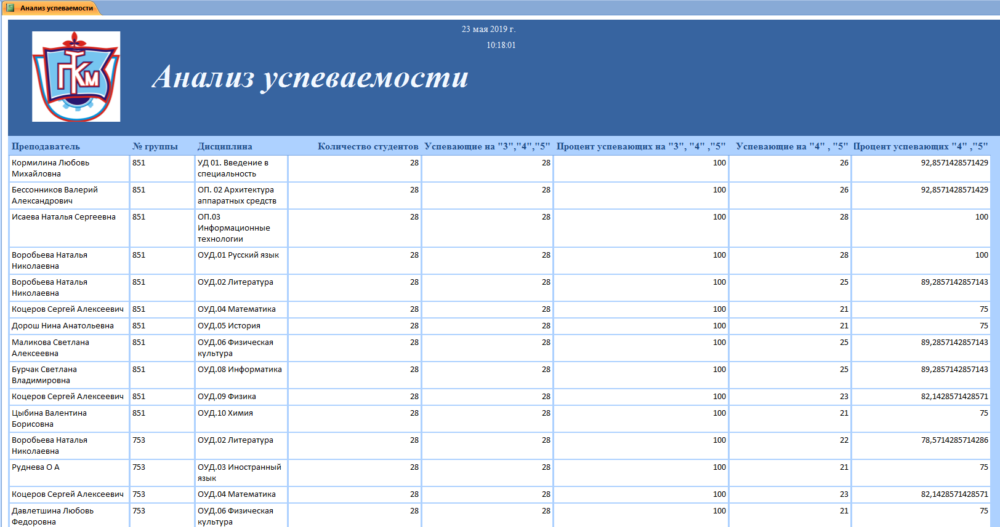 Анализ успеваемости
23 мая 2019 г.
10:18:01
ГТКМ
Анализ успеваемости
Преподаватель № группы Дисциплина Количество студентов Успевающие на "3","4","5" Процент успевающих на "3", "4" ,"5" Успевающие на "4" , "5" Процент успевающих "4" ,"5"
Кормилина Любовь 851 УД 01. Введение в 28 28 100 26 92,8571428571429
Михайловна специальность
Бессонников Валерий 851 ОП. 02 Архитектура 28 28 100 26 92,8571428571429
Александрович аппаратных средств
Исаева Наталья Сергеевна 851 ОП.03 28 28 100 28 100
Информационные
технологии
Воробьева Наталья 851 ОУД.01 Русский язык 28 28 100 28 100
Николаевна
Воробьева Наталья 851 ОУД.02 Литература 28 28 100 25 89,2857142857143
Николаевна
Коцеров Сергей Алексеевич 851 ОУД.04 Математика 28 28 100 21 75
Дорош Нина Анатольевна 851 ОУД.05 История 28 28 100 21 75
Маликова Светлана 851 ОУД.06 Физическая 28 28 100 25 89,2857142857143
Алексеевна культура
Бурчак Светлана 851 ОУД.08 Информатика 28 28 100 25 89,2857142857143
Владимировна
Коцеров Сергей Алексеевич 851 ОУД.09 Физика 28 28 100 23 82,1428571428571
Цыбина Валентина 851 ОУД.10 Химия 28 28 100 21 75
Борисовна
Воробьева Наталья 753 ОУД.02 Литература 28 28 100 22 78,5714285714286
Николаевна
Руднева О А 753 ОУД.03 Иностранный 28 28 100 21 75
язык
Коцеров Сергей Алексеевич 753 ОУД.04 Математика 28 28 100 23 82,1428571428571
Давлетшина Любовь 753 ОУД.06 Физическая 28 28 100 21 75
Федоровна культура